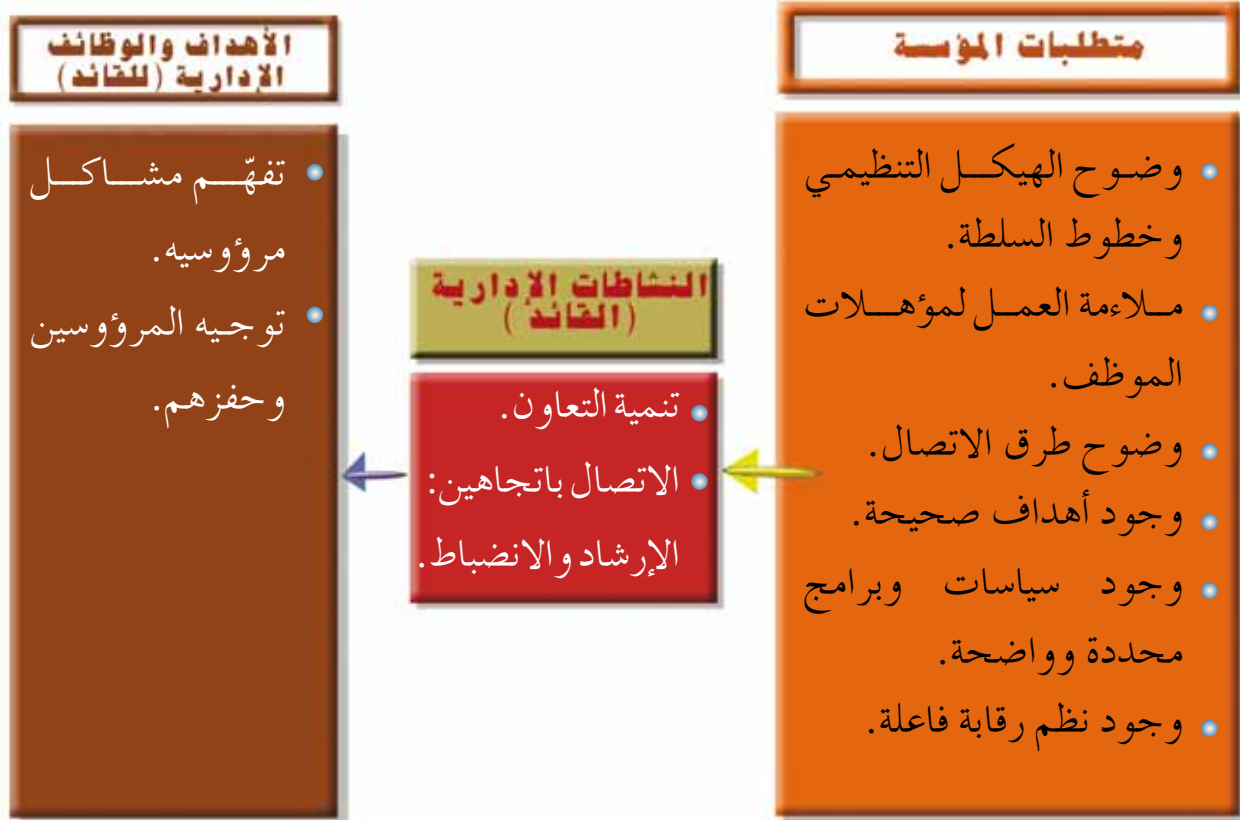 متطلبات المؤسسة
وضوح الهيكل التنظيمي
وخطوط السلطة.
ملاءمة العمل لمؤهلات
الموظف.
وضوح طرق الاتصال.
وجود أهداف صحيحة.
وجود سياسات وبرامج
محددة وواضحة.
وجود نظم رقابة فاعلة.
النشاطات الإدارية
(القائد)
تنمية التعاون.
الاتصال باتجاهين:
الإرشاد والانضباط.
الأهداف والوظائف
الإدارية (للقائد)
تفهّم مشاكل
مرؤوسيه.
توجيه المرؤوسين
وحفزهم.